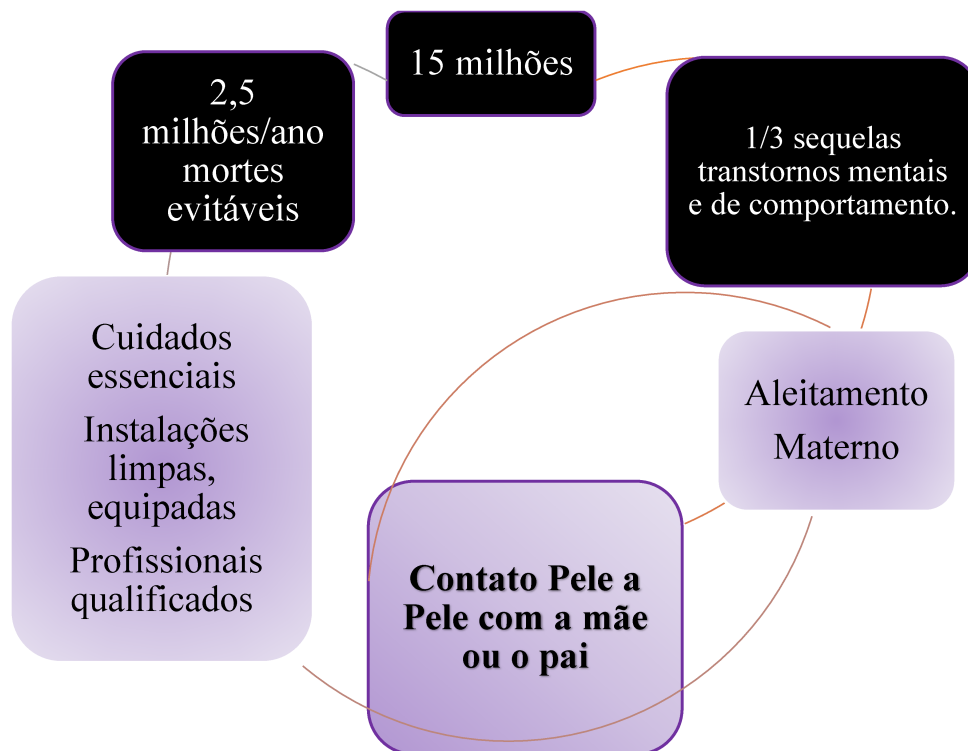 15 milhões
2,5
milhões/ano
mortes
evitáveis
1/3 sequelas
transtornos mentais
e de comportamento.
Cuidados
essenciais
Instalações
limpas,
equipadas
Profissionais
qualificados
Aleitamento
Materno
Contato Pele a
Pele com a mãe
ou o pai